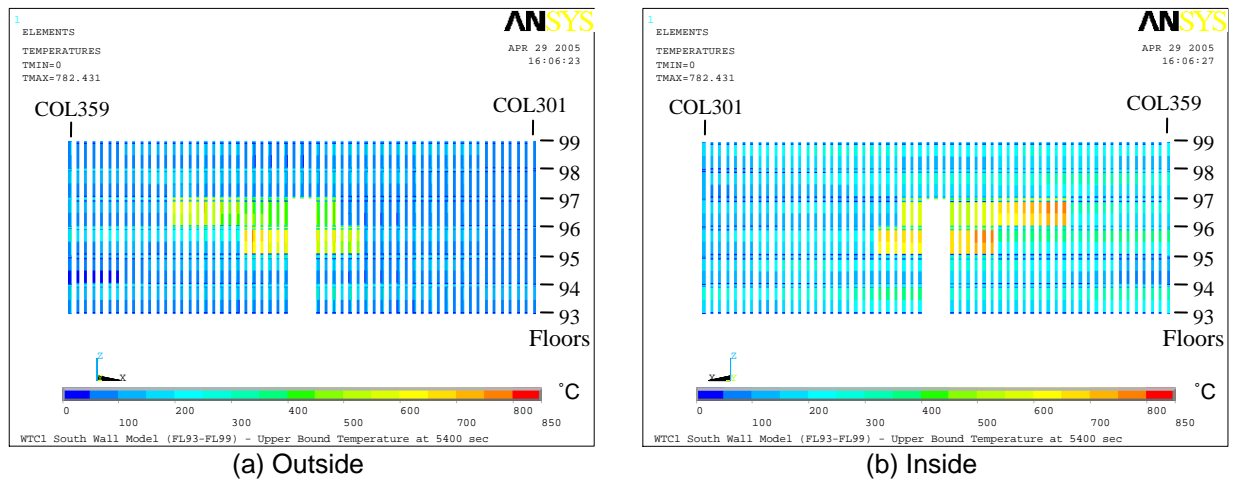 1
ELEMENTS
TEMPERATURES
TMIN=0
TMAX=782.431
ANSYS
APR 29 2005
16:06:23
COL359
COL301
99
98
97
96
95
94
93
Floors
Z
X
0
100
200
300
400
500
600
700
800
850
°C
WTC1 South Wall Model (FL93-FL99) - Upper Bound Temperature at 5400 sec
(a) Outside
1
ELEMENTS
TEMPERATURES
TMIN=0
TMAX=782.431
ANSYS
APR 29 2005
16:06:27
COL301
COL359
99
98
97
96
95
94
93
Floors
Z
X
0
100
200
300
400
500
600
700
800
850
°C
WTC1 South Wall Model (FL93-FL99) - Upper Bound Temperature at 5400 sec
(b) Inside